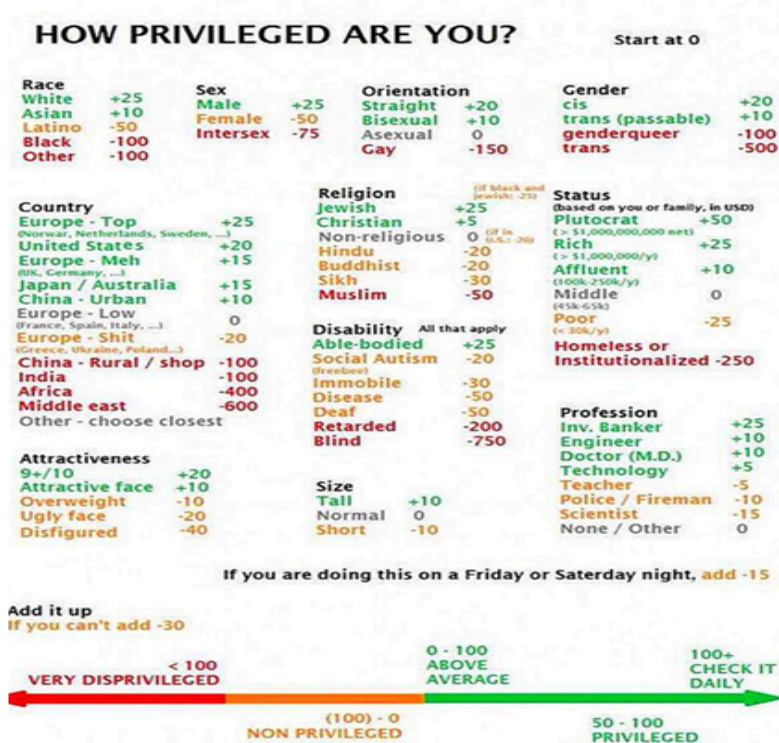 HOW PRIVILEGED ARE YOU?
Start at 0
Race
White +25
Asian +10
Latino -50
Black -100
Other -100
Sex
Male +25
Female -50
Intersex -75
Orientation
Straight +20
Bisexual +10
Asexual 0
Gay -150
Gender
cis +20
trans (passable) +10
genderqueer -100
trans -500
Country
Europe - Top +25
(Norwar, Netherlands, Sweden, ...)
United States +20
Europe - Meh +15
(UK, Germany, ...)
Japan / Australia +15
China - Urban +10
Europe - Low 0
(France, Spain, Italy, ...)
Europe - Shit -20
(Greece, Ukraine, Poland...)
China - Rural / shop -100
India -100
Africa -400
Middle east -600
Other - choose closest
Religion
(if black and
jewish: -25)
Jewish +25
Christian +5
Non-religious 0 (if in
U.S.: -20)
Hindu -20
Buddhist -20
Sikh -30
Muslim -50
Status
(based on you or family, in USD)
Plutocrat +50
(> $1,000,000,000 net)
Rich +25
(> $1,000,000/y)
Affluent +10
(100k-250k/y)
Middle 0
(45k-65k)
Poor -25
(< 30k/y)
Homeless or
Institutionalized -250
Disability All that apply
Able-bodied +25
Social Autism -20
(freebee)
Immobile -30
Disease -50
Deaf -50
Retarded -200
Blind -750
Profession
Inv. Banker +25
Engineer +10
Doctor (M.D.) +10
Technology +5
Teacher -5
Police / Fireman -10
Scientist -15
None / Other 0
Attractiveness
9+/10 +20
Attractive face +10
Overweight -10
Ugly face -20
Disfigured -40
Size
Tall +10
Normal 0
Short -10
If you are doing this on a Friday or Saterday night, add -15
Add it up
If you can't add -30
< 100
VERY DISPRIVILEGED
0 - 100
ABOVE
AVERAGE
100+
CHECK IT
DAILY
(100) - 0
NON PRIVILEGED
50 - 100
PRIVILEGED